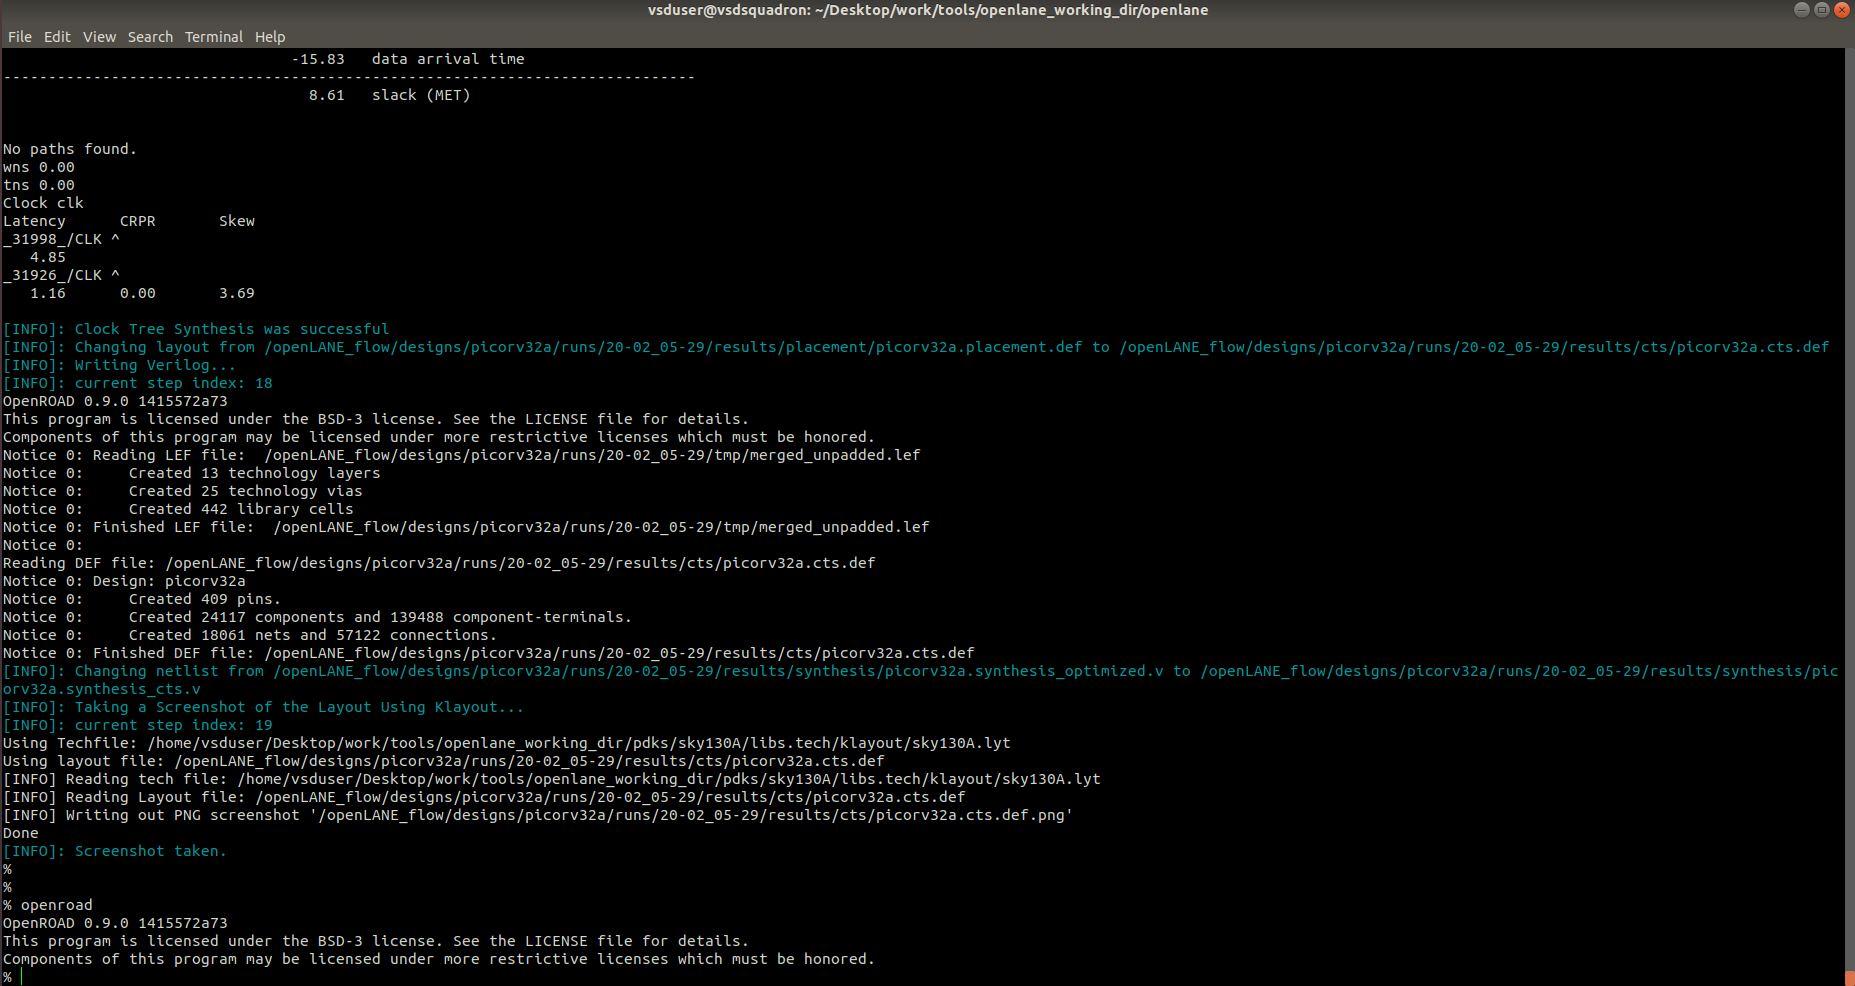 vsduser@vsdsquadron: ~/Desktop/work/tools/openlane_working_dir/openlane
File Edit View Search Terminal Help
-15.83   data arrival time
-----------------------------------------------------------------------------
8.61   slack (MET)
No paths found.
wns 0.00
tns 0.00
Clock clk
Latency      CRPR       Skew
_31998_/CLK ^
   4.85
_31926_/CLK ^
   1.16      0.00       3.69
[INFO]: Clock Tree Synthesis was successful
[INFO]: Changing layout from /openLANE_flow/designs/picorv32a/runs/20-02_05-29/results/placement/picorv32a.placement.def to /openLANE_flow/designs/picorv32a/runs/20-02_05-29/results/cts/picorv32a.cts.def
[INFO]: Writing Verilog...
[INFO]: current step index: 18
OpenROAD 0.9.0 1415572a73
This program is licensed under the BSD-3 license. See the LICENSE file for details.
Components of this program may be licensed under more restrictive licenses which must be honored.
Notice 0: Reading LEF file:  /openLANE_flow/designs/picorv32a/runs/20-02_05-29/tmp/merged_unpadded.lef
Notice 0:     Created 13 technology layers
Notice 0:     Created 25 technology vias
Notice 0:     Created 442 library cells
Notice 0: Finished LEF file:  /openLANE_flow/designs/picorv32a/runs/20-02_05-29/tmp/merged_unpadded.lef
Notice 0:
Reading DEF file: /openLANE_flow/designs/picorv32a/runs/20-02_05-29/results/cts/picorv32a.cts.def
Notice 0: Design: picorv32a
Notice 0:     Created 409 pins.
Notice 0:     Created 24117 components and 139488 component-terminals.
Notice 0:     Created 18061 nets and 57122 connections.
Notice 0: Finished DEF file: /openLANE_flow/designs/picorv32a/runs/20-02_05-29/results/cts/picorv32a.cts.def
[INFO]: Changing netlist from /openLANE_flow/designs/picorv32a/runs/20-02_05-29/results/synthesis/picorv32a.synthesis_optimized.v to /openLANE_flow/designs/picorv32a/runs/20-02_05-29/results/synthesis/pic
orv32a.synthesis_cts.v
[INFO]: Taking a Screenshot of the Layout Using Klayout...
[INFO]: current step index: 19
Using Techfile: /home/vsduser/Desktop/work/tools/openlane_working_dir/pdks/sky130A/libs.tech/klayout/sky130A.lyt
Using layout file: /openLANE_flow/designs/picorv32a/runs/20-02_05-29/results/cts/picorv32a.cts.def
[INFO] Reading tech file: /home/vsduser/Desktop/work/tools/openlane_working_dir/pdks/sky130A/libs.tech/klayout/sky130A.lyt
[INFO] Reading Layout file: /openLANE_flow/designs/picorv32a/runs/20-02_05-29/results/cts/picorv32a.cts.def
[INFO] Writing out PNG screenshot '/openLANE_flow/designs/picorv32a/runs/20-02_05-29/results/cts/picorv32a.cts.def.png'
Done
[INFO]: Screenshot taken.
%
%
% openroad
OpenROAD 0.9.0 1415572a73
This program is licensed under the BSD-3 license. See the LICENSE file for details.
Components of this program may be licensed under more restrictive licenses which must be honored.
%